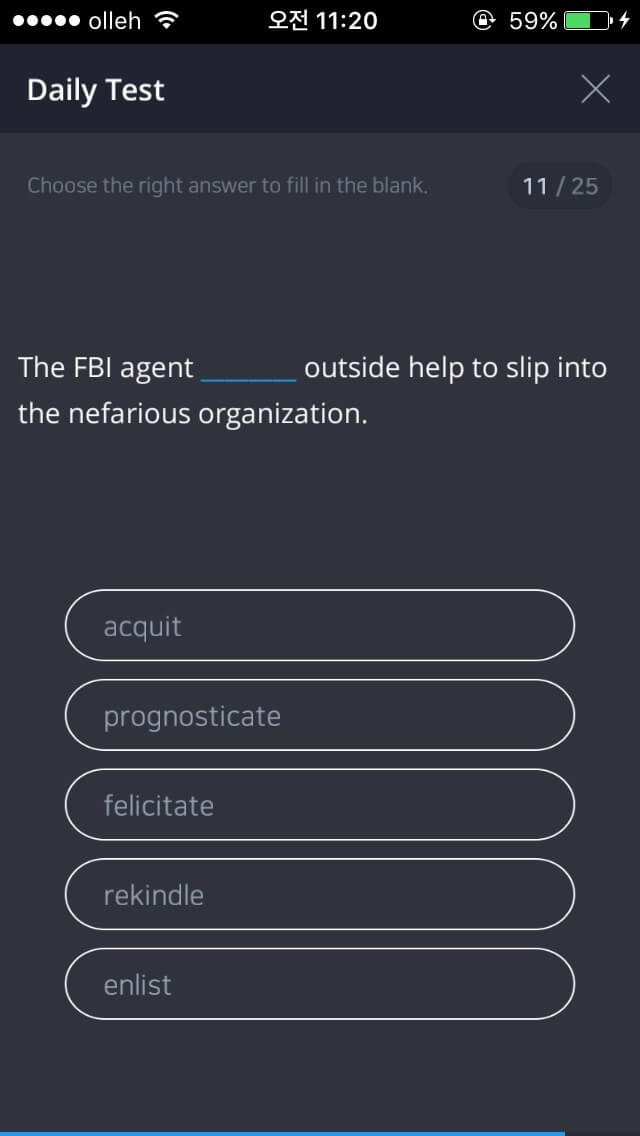 olleh 오전 11:20 59%
Daily Test
Choose the right answer to fill in the blank. 11 / 25
The FBI agent ________ outside help to slip into
the nefarious organization.
acquit
prognosticate
felicitate
rekindle
enlist